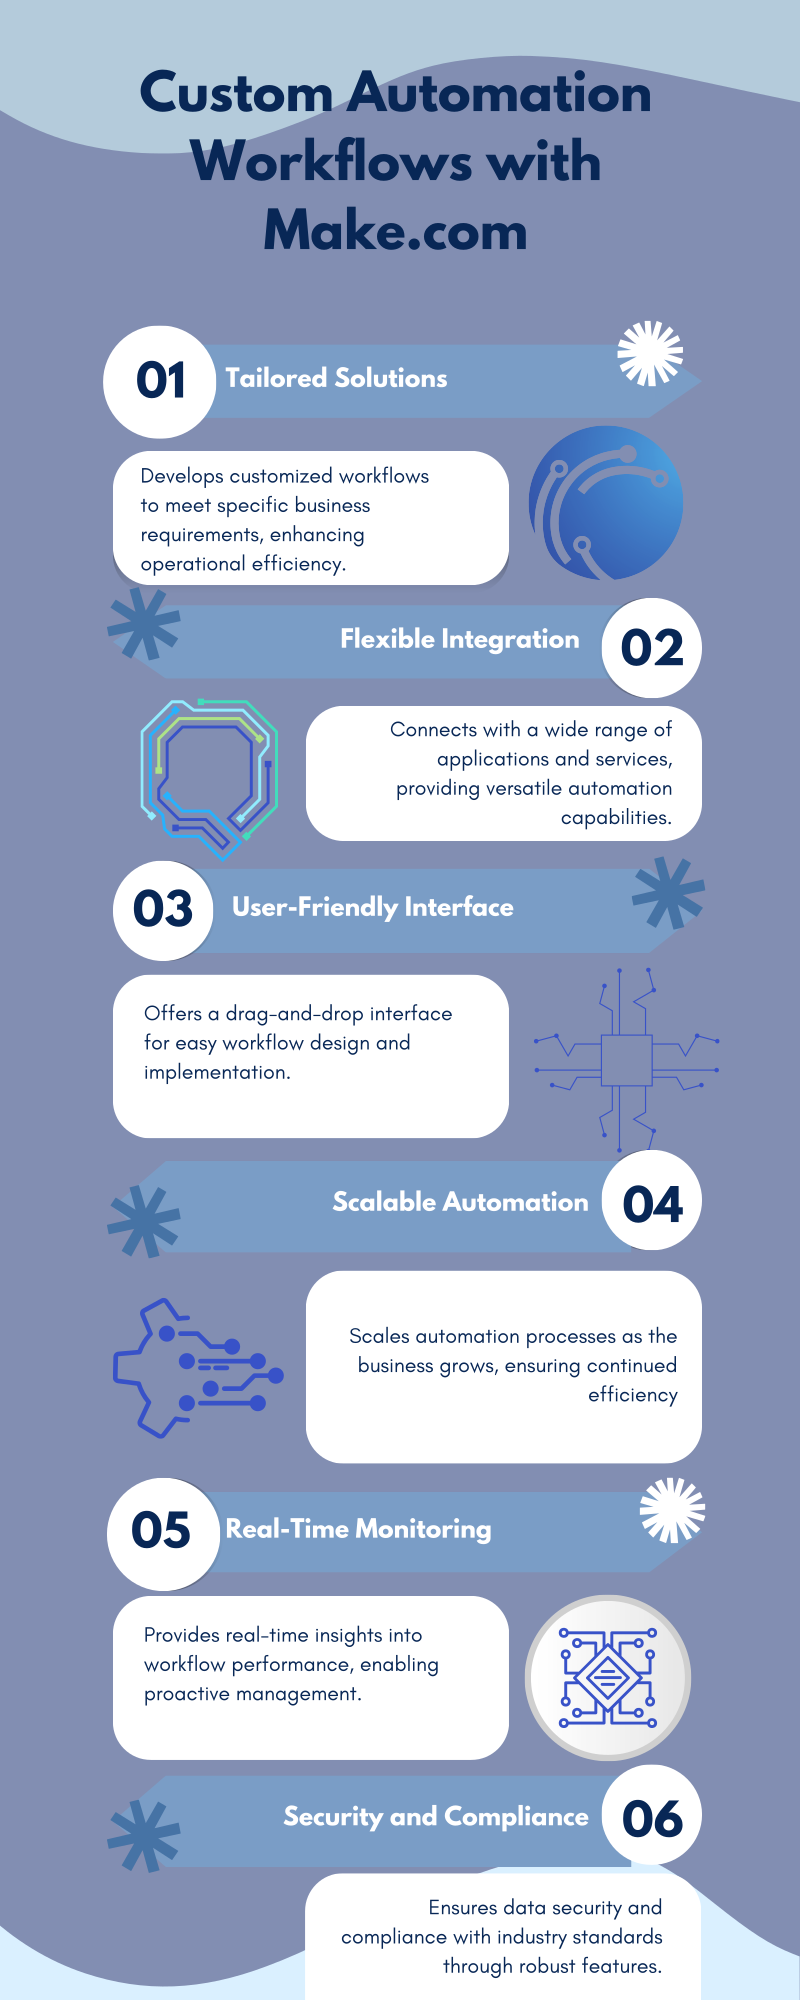 Custom Automation
Workflows with
Make.com
01
Tailored Solutions
Develops customized workflows
to meet specific business
requirements, enhancing
operational efficiency.
Flexible Integration
02
Connects with a wide range of
applications and services,
providing versatile automation
capabilities.
03
User-Friendly Interface
Offers a drag-and-drop interface
for easy workflow design and
implementation.
Scalable Automation
04
Scales automation processes as the
business grows, ensuring continued
efficiency
05
Real-Time Monitoring
Provides real-time insights into
workflow performance, enabling
proactive management.
Security and Compliance
06
Ensures data security and
compliance with industry standards
through robust features.